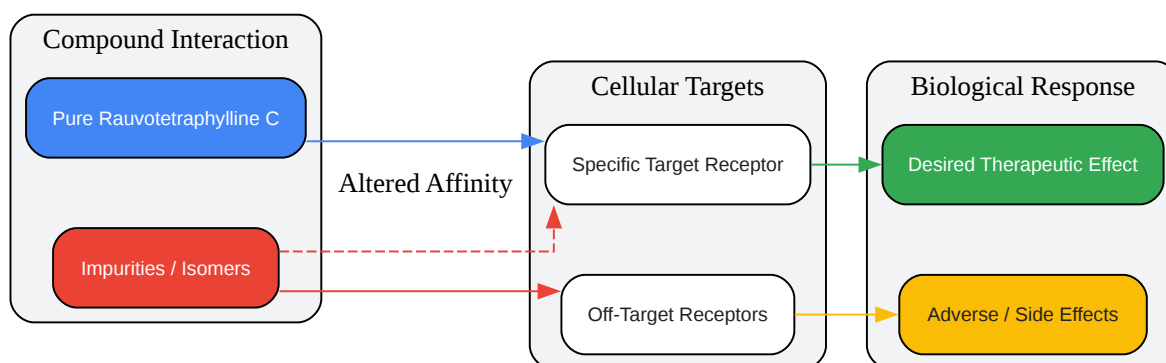 Compound Interaction
Pure Rauvotetraphylline C
Impurities / Isomers
Altered Affinity
Cellular Targets
Specific Target Receptor
Off-Target Receptors
Biological Response
Desired Therapeutic Effect
Adverse / Side Effects